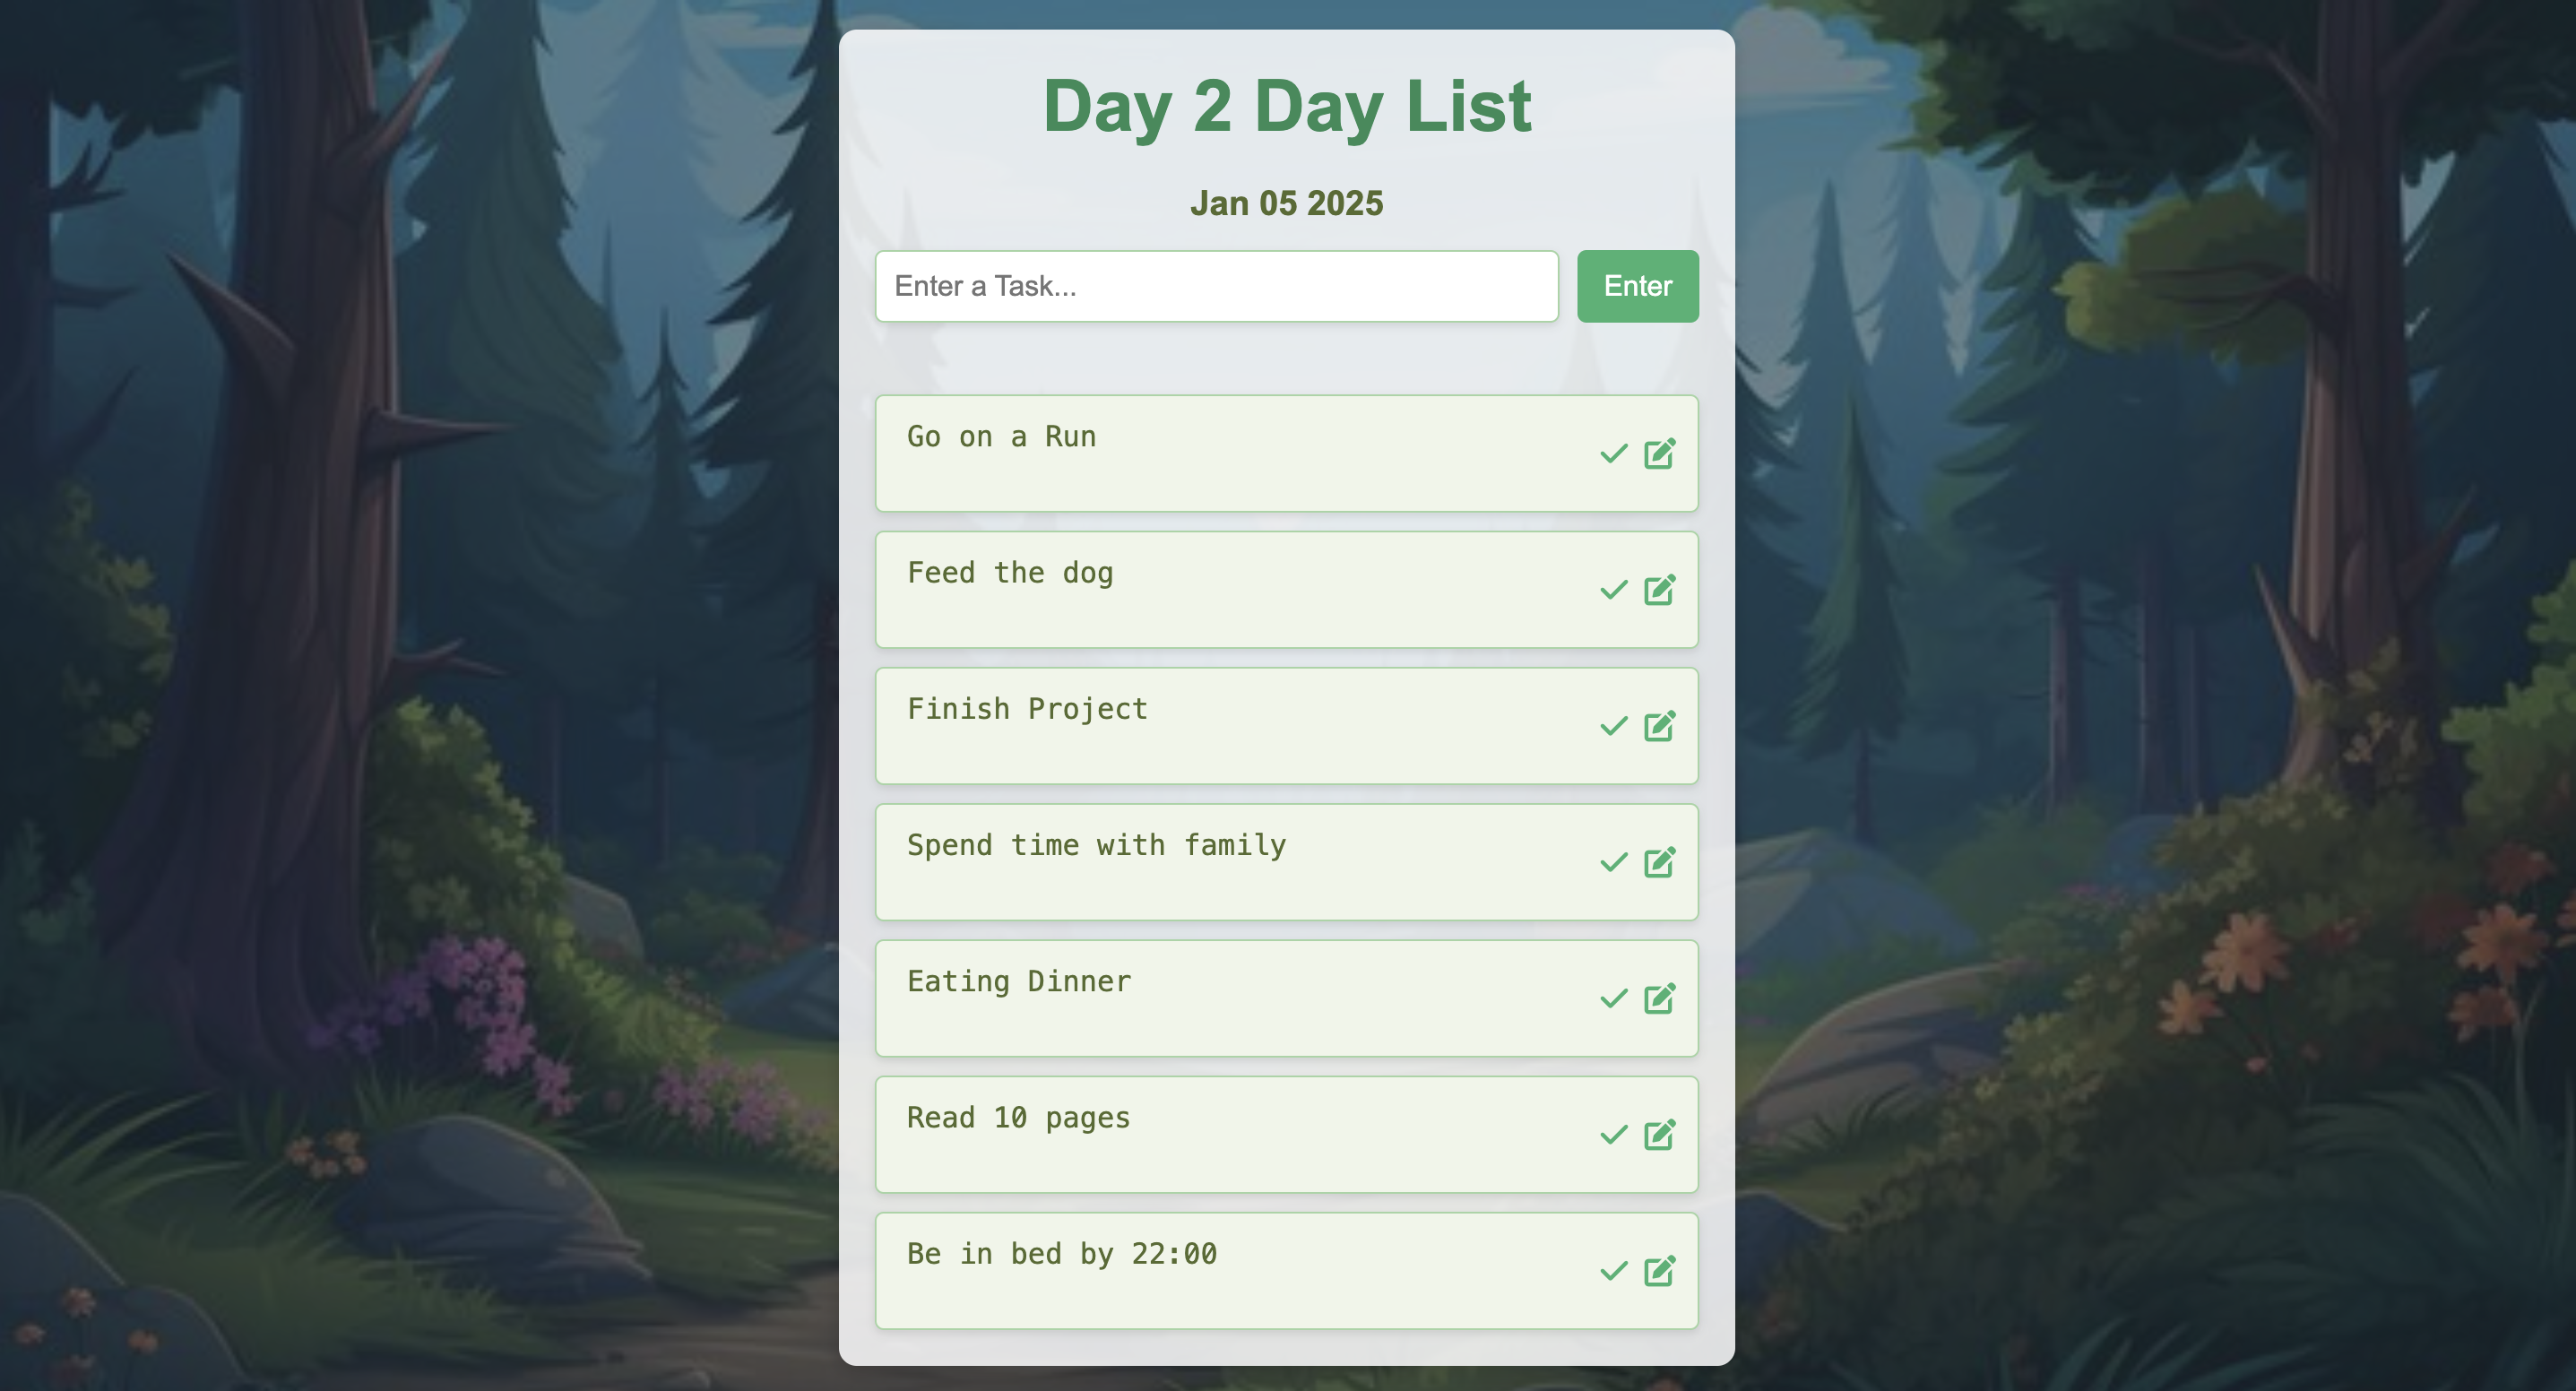 Day 2 Day List
Jan 05 2025
Enter a Task...
Enter
Go on a Run
Feed the dog
Finish Project
Spend time with family
Eating Dinner
Read 10 pages
Be in bed by 22:00